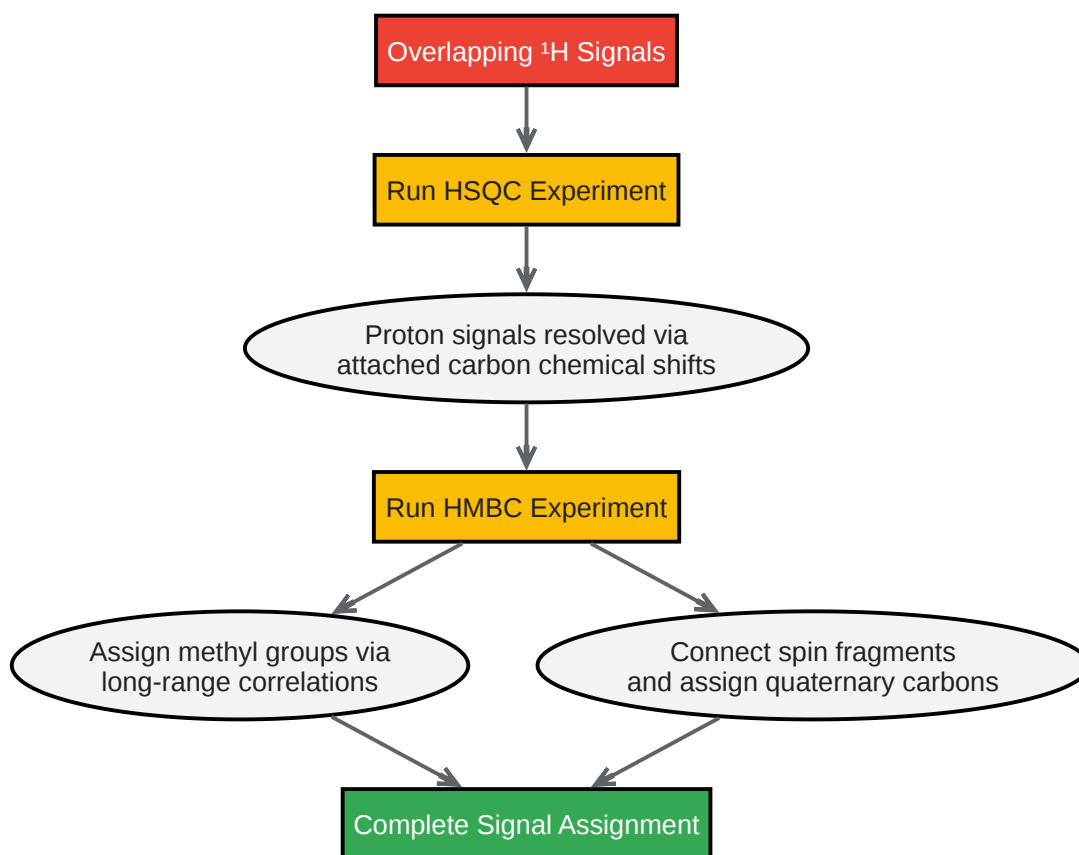 Overlapping ¹H Signals
Run HSQC Experiment
Proton signals resolved via
attached carbon chemical shifts
Run HMBC Experiment
Assign methyl groups via
long-range correlations
Connect spin fragments
and assign quaternary carbons
Complete Signal Assignment